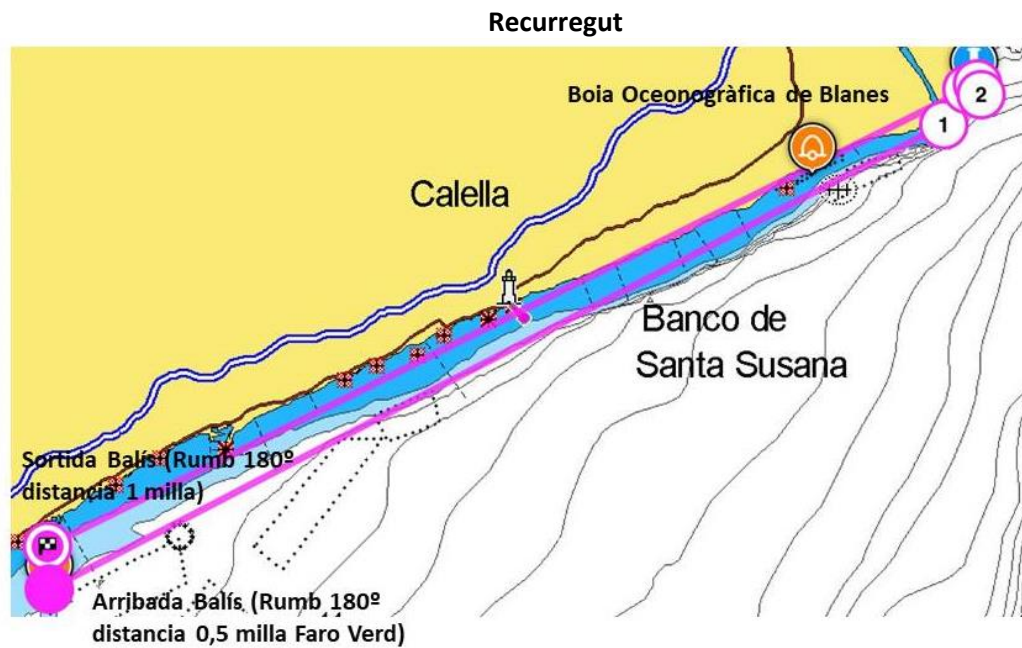 Recurregut
Boia Oceonogràfica de Blanes
2
1
Calella
Banco de
Santa Susana
Sortida Balís (Rumb 180º
distancia 1 milla)
Arribada Balís (Rumb 180º
distancia 0,5 milla Faro Verd)